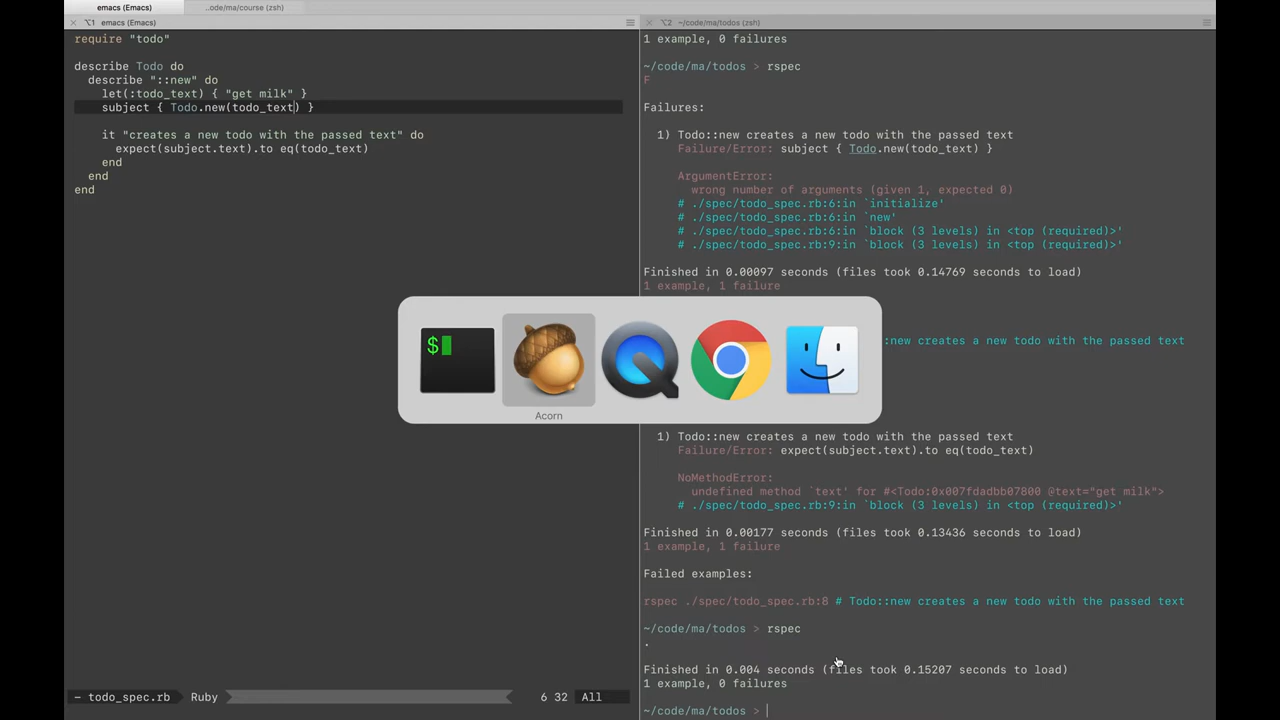 emacs (Emacs)
..ode/ma/course (zsh)
⌥1 emacs (Emacs)
require "todo"
describe Todo do
describe "::new" do
let(:todo_text) { "get milk" }
subject { Todo.new(todo_text) }
it "creates a new todo with the passed text" do
expect(subject.text).to eq(todo_text)
end
end
end
- todo_spec.rb Ruby 6 32 All
⌥2 ~/code/ma/todos (zsh)
1 example, 0 failures
~/code/ma/todos > rspec
F
Failures:
1) Todo::new creates a new todo with the passed text
Failure/Error: subject { Todo.new(todo_text) }
ArgumentError:
wrong number of arguments (given 1, expected 0)
# ./spec/todo_spec.rb:6:in `initialize'
# ./spec/todo_spec.rb:6:in `new'
# ./spec/todo_spec.rb:6:in `block (3 levels) in <top (required)>'
# ./spec/todo_spec.rb:9:in `block (3 levels) in <top (required)>'
Finished in 0.00097 seconds (files took 0.14769 seconds to load)
1 example, 1 failure
:new creates a new todo with the passed text
$
Acorn
1) Todo::new creates a new todo with the passed text
Failure/Error: expect(subject.text).to eq(todo_text)
NoMethodError:
undefined method `text' for #<Todo:0x007fdadbb07800 @text="get milk">
# ./spec/todo_spec.rb:9:in `block (3 levels) in <top (required)>'
Finished in 0.00177 seconds (files took 0.13436 seconds to load)
1 example, 1 failure
Failed examples:
rspec ./spec/todo_spec.rb:8 # Todo::new creates a new todo with the passed text
~/code/ma/todos > rspec
.
Finished in 0.004 seconds (files took 0.15207 seconds to load)
1 example, 0 failures
~/code/ma/todos >